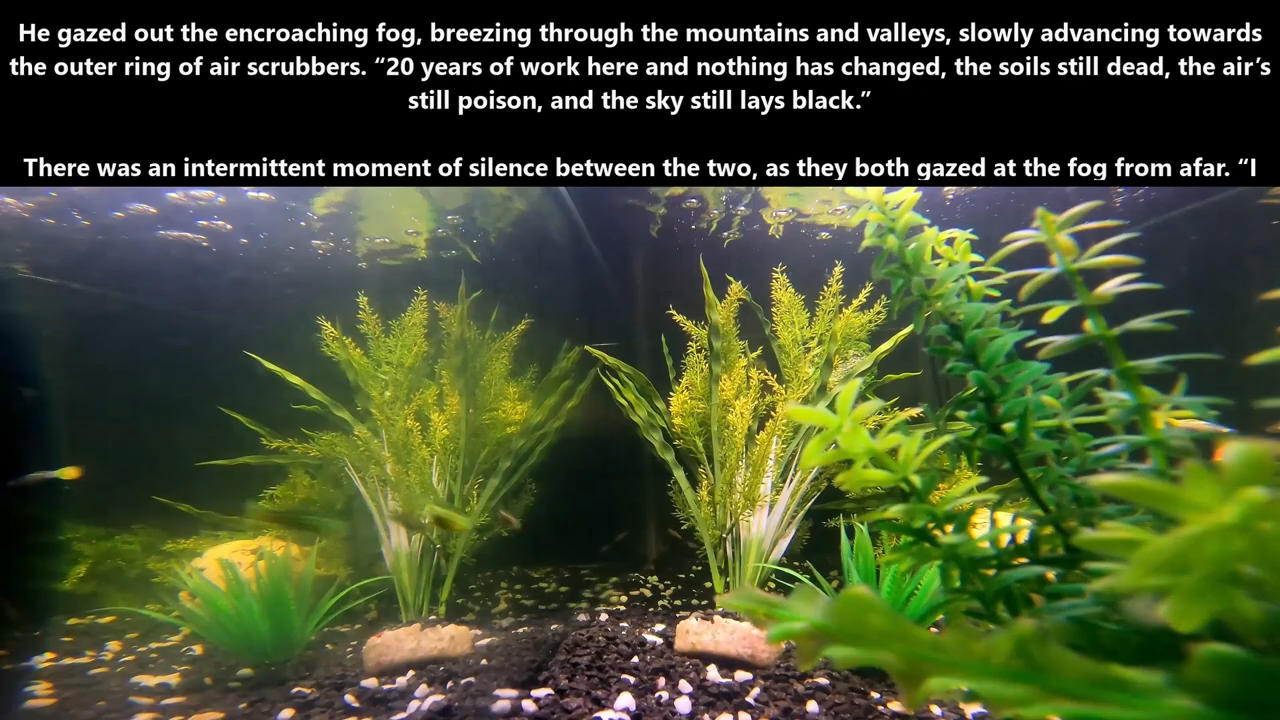 He gazed out the encroaching fog, breezing through the mountains and valleys, slowly advancing towards
the outer ring of air scrubbers. “20 years of work here and nothing has changed, the soils still dead, the air’s
still poison, and the sky still lays black.”
There was an intermittent moment of silence between the two, as they both gazed at the fog from afar. “I